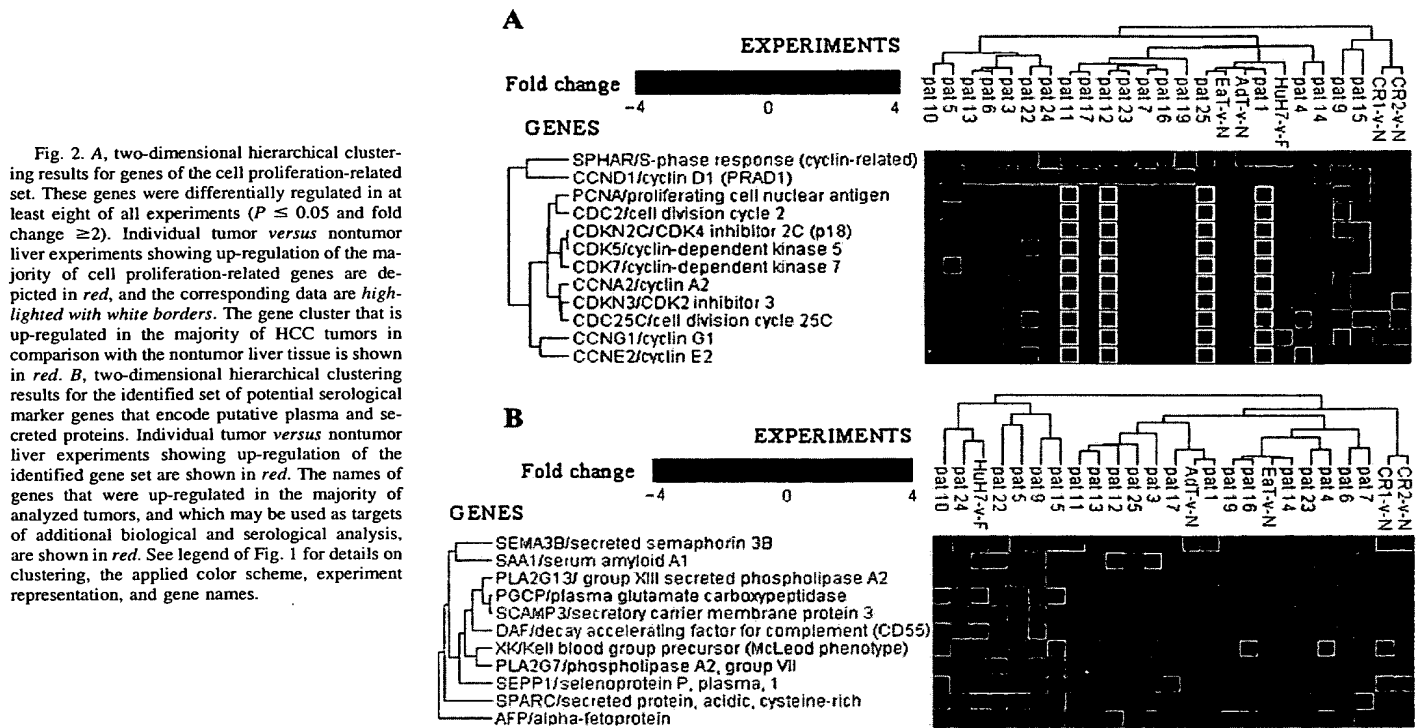 Fig. 2. A, two-dimensional hierarchical cluster-
ing results for genes of the cell proliferation-related
set. These genes were differentially regulated in at
least eight of all experiments (P ≤ 0.05 and fold
change ≥2). Individual tumor versus nontumor
liver experiments showing up-regulation of the ma-
jority of cell proliferation-related genes are de-
picted in red, and the corresponding data are high-
lighted with white borders. The gene cluster that is
up-regulated in the majority of HCC tumors in
comparison with the nontumor liver tissue is shown
in red. B, two-dimensional hierarchical clustering
results for the identified set of potential serological
marker genes that encode putative plasma and se-
creted proteins. Individual tumor versus nontumor
liver experiments showing up-regulation of the
identified gene set are shown in red. The names of
genes that were up-regulated in the majority of
analyzed tumors, and which may be used as targets
of additional biological and serological analysis,
are shown in red. See legend of Fig. 1 for details on
clustering, the applied color scheme, experiment
representation, and gene names.
A
EXPERIMENTS
Fold change
-4 0 4
GENES
pat 10
pat 5
pat 13
pat 6
pat 3
pat 22
pat 24
pat 11
pat 17
pat 12
pat 23
pat 7
pat 16
pat 19
pat 25
EaT-v-N
AdT-v-N
pat 1
HuH7-v-F
pat 4
pat 14
pat 9
pat 15
CR1-v-N
CR2-v-N
SPHAR/S-phase response (cyclin-related)
CCND1/cyclin D1 (PRAD1)
PCNA/proliferating cell nuclear antigen
CDC2/cell division cycle 2
CDKN2C/CDK4 inhibitor 2C (p18)
CDK5/cyclin-dependent kinase 5
CDK7/cyclin-dependent kinase 7
CCNA2/cyclin A2
CDKN3/CDK2 inhibitor 3
CDC25C/cell division cycle 25C
CCNG1/cyclin G1
CCNE2/cyclin E2
B
EXPERIMENTS
Fold change
-4 0 4
GENES
pat 10
pat 24
HuH7-v-F
pat 22
pat 5
pat 9
pat 15
pat 11
pat 13
pat 12
pat 25
pat 3
pat 17
AdT-v-N
pat 1
pat 19
pat 16
EaT-v-N
pat 14
pat 23
pat 4
pat 6
pat 7
CR1-v-N
CR2-v-N
SEMA3B/secreted semaphorin 3B
SAA1/serum amyloid A1
PLA2G13/ group XIII secreted phospholipase A2
PGCP/plasma glutamate carboxypeptidase
SCAMP3/secretory carrier membrane protein 3
DAF/decay accelerating factor for complement (CD55)
XK/Kell blood group precursor (McLeod phenotype)
PLA2G7/phospholipase A2, group VII
SEPP1/selenoprotein P, plasma, 1
SPARC/secreted protein, acidic, cysteine-rich
AFP/alpha-fetoprotein